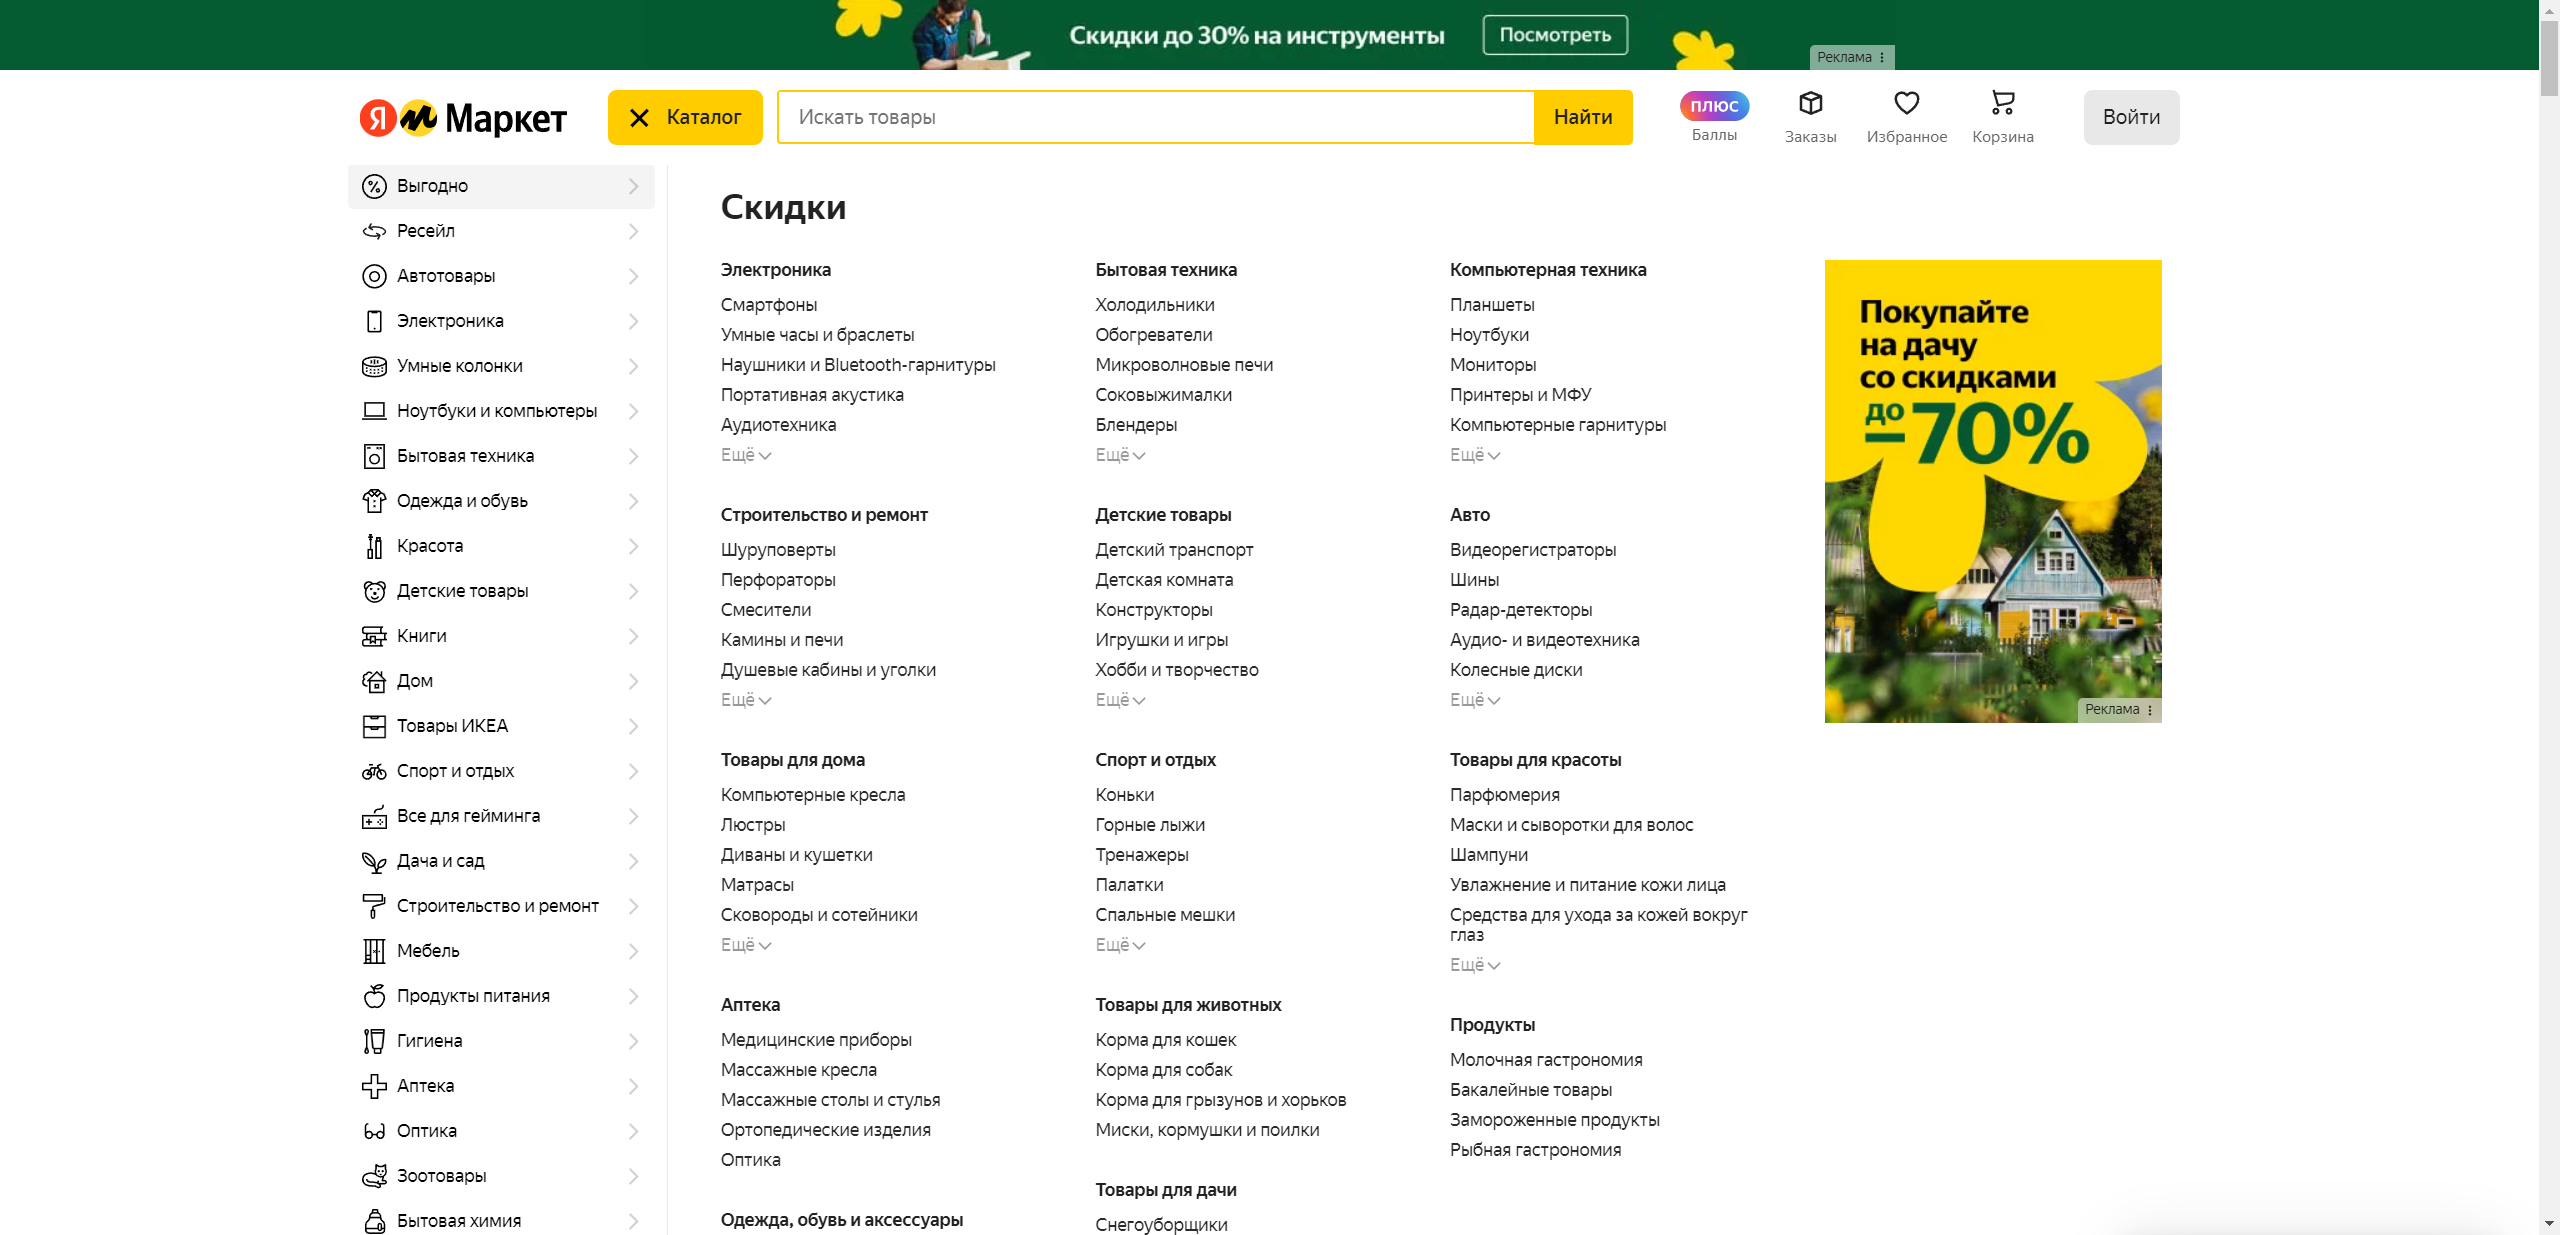 Скидки до 30% на инструменты
Посмотреть
Реклама
Я Маркет
Каталог
Искать товары
Найти
плюс
Баллы
Заказы
Избранное
Корзина
Войти
Выгодно
Ресейл
Автотовары
Электроника
Умные колонки
Ноутбуки и компьютеры
Бытовая техника
Одежда и обувь
Красота
Детские товары
Книги
Дом
Товары ИКЕА
Спорт и отдых
Все для гейминга
Дача и сад
Строительство и ремонт
Мебель
Продукты питания
Гигиена
Аптека
Оптика
Зоотовары
Бытовая химия
Скидки
Электроника
Смартфоны
Умные часы и браслеты
Наушники и Bluetooth-гарнитуры
Портативная акустика
Аудиотехника
Ещё
Строительство и ремонт
Шуруповерты
Перфораторы
Смесители
Камины и печи
Душевые кабины и уголки
Ещё
Товары для дома
Компьютерные кресла
Люстры
Диваны и кушетки
Матрасы
Сковороды и сотейники
Ещё
Аптека
Медицинские приборы
Массажные кресла
Массажные столы и стулья
Ортопедические изделия
Оптика
Одежда, обувь и аксессуары
Бытовая техника
Холодильники
Обогреватели
Микроволновые печи
Соковыжималки
Блендеры
Ещё
Детские товары
Детский транспорт
Детская комната
Конструкторы
Игрушки и игры
Хобби и творчество
Ещё
Спорт и отдых
Коньки
Горные лыжи
Тренажеры
Палатки
Спальные мешки
Ещё
Товары для животных
Корма для кошек
Корма для собак
Корма для грызунов и хорьков
Миски, кормушки и поилки
Товары для дачи
Снегоуборщики
Компьютерная техника
Планшеты
Ноутбуки
Мониторы
Принтеры и МФУ
Компьютерные гарнитуры
Ещё
Авто
Видеорегистраторы
Шины
Радар-детекторы
Аудио- и видеотехника
Колесные диски
Ещё
Товары для красоты
Парфюмерия
Маски и сыворотки для волос
Шампуни
Увлажнение и питание кожи лица
Средства для ухода за кожей вокруг
глаз
Ещё
Продукты
Молочная гастрономия
Бакалейные товары
Замороженные продукты
Рыбная гастрономия
Покупайте
на дачу
со скидками
до
–70%
Реклама